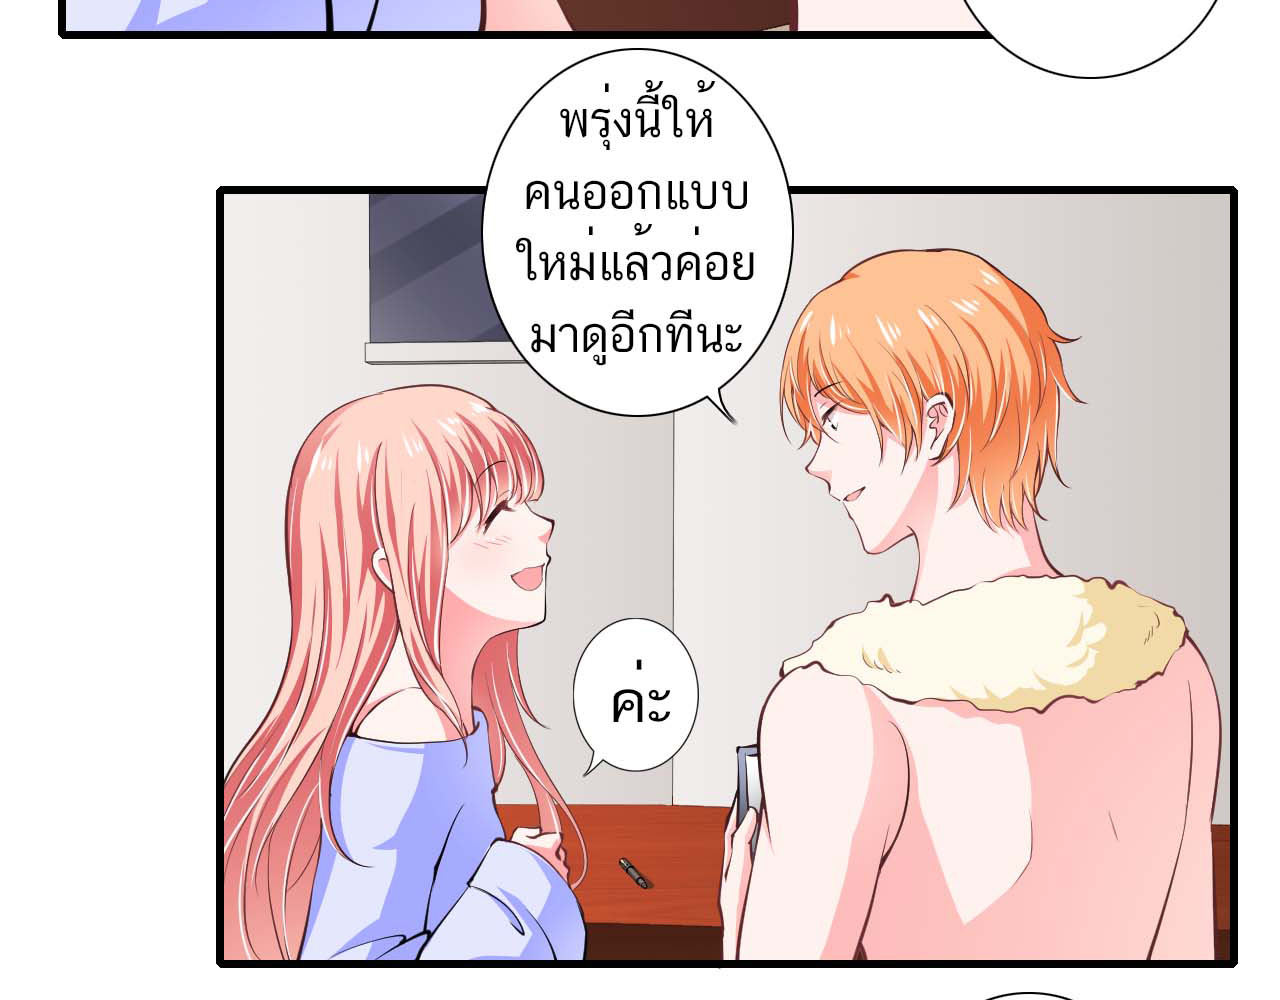 พรุ่งนี้ให้
คนออกแบบ
ใหม่แล้วค่อย
มาดูอีกทีนะ
ค่ะ